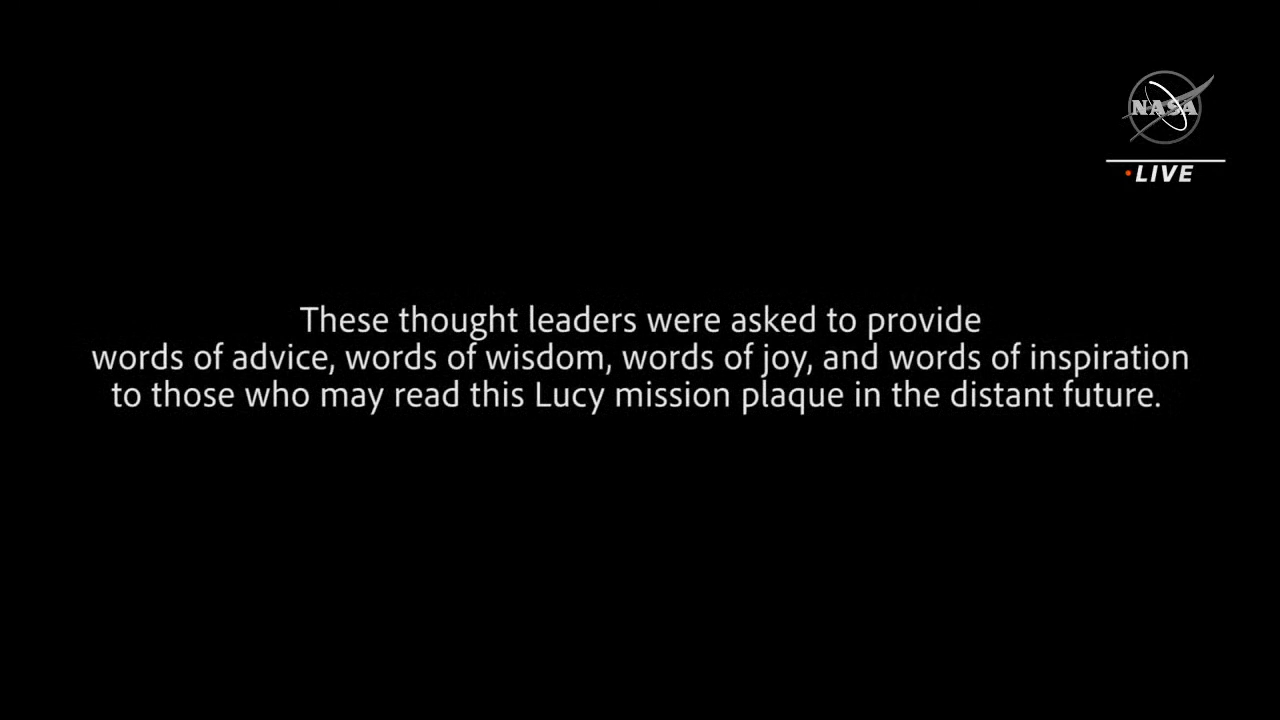 NASA
LIVE
These thought leaders were asked to provide
words of advice, words of wisdom, words of joy, and words of inspiration
to those who may read this Lucy mission plaque in the distant future.